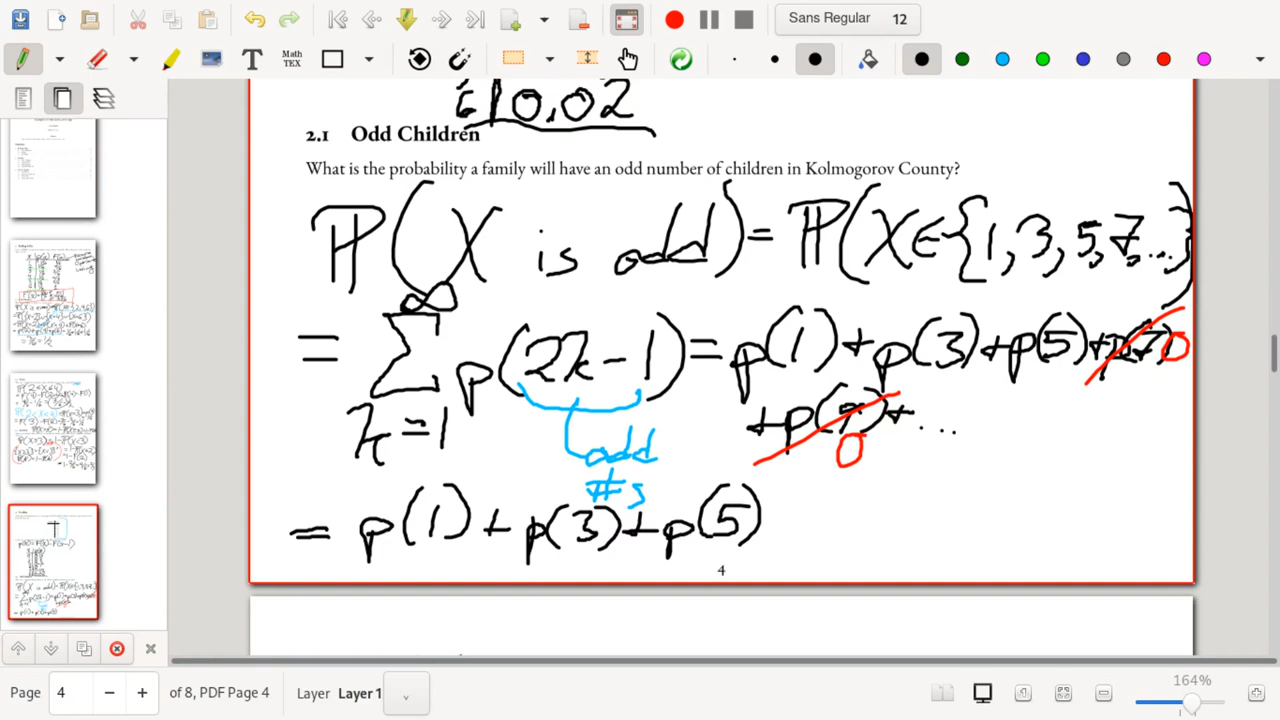 Sans Regular 12
T Math TEX
6 10.02
2.1 Odd Children
What is the probability a family will have an odd number of children in Kolmogorov County?
ℙ(X is odd) = ℙ(X∈{1, 3, 5, 7, ...})
= ∞∑k=1 p(2k-1) = p(1)+p(3)+p(5)+p(7) 0
+p(9)+... 0
odd #s
= p(1)+p(3)+p(5)
4
Page 4 of 8, PDF Page 4 Layer Layer 1 164%